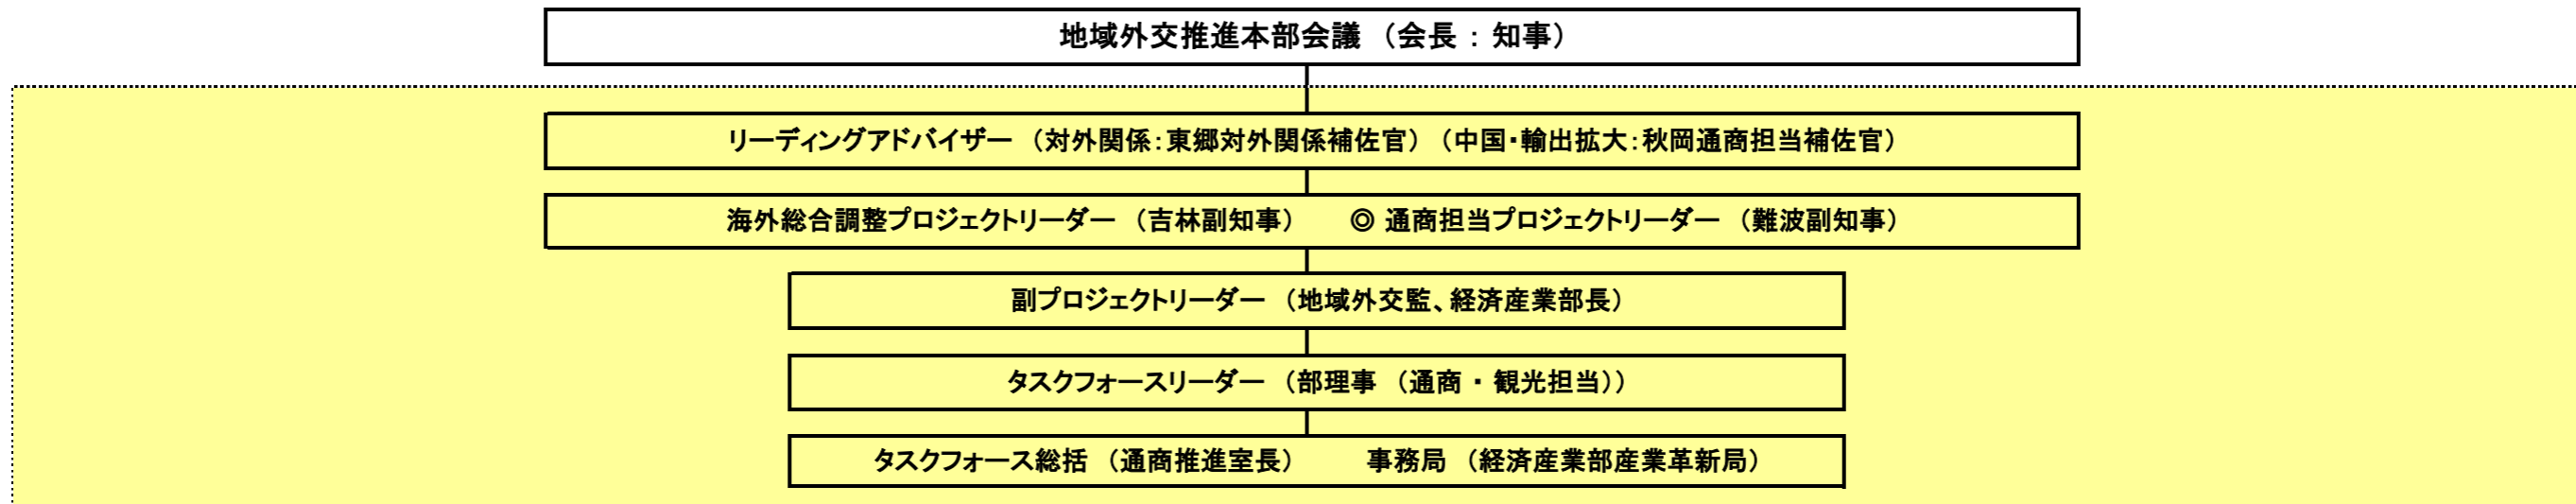 地域外交推進本部会議 （会長 ： 知事）
リーディングアドバイザー （対外関係：東郷対外関係補佐官）（中国・輸出拡大：秋岡通商担当補佐官）
海外総合調整プロジェクトリーダー （吉林副知事）　　◎ 通商担当プロジェクトリーダー （難波副知事）
副プロジェクトリーダー （地域外交監、経済産業部長）
タスクフォースリーダー （部理事 （通商 ・ 観光担当））
タスクフォース総括 （通商推進室長）　　　事務局 （経済産業部産業革新局）